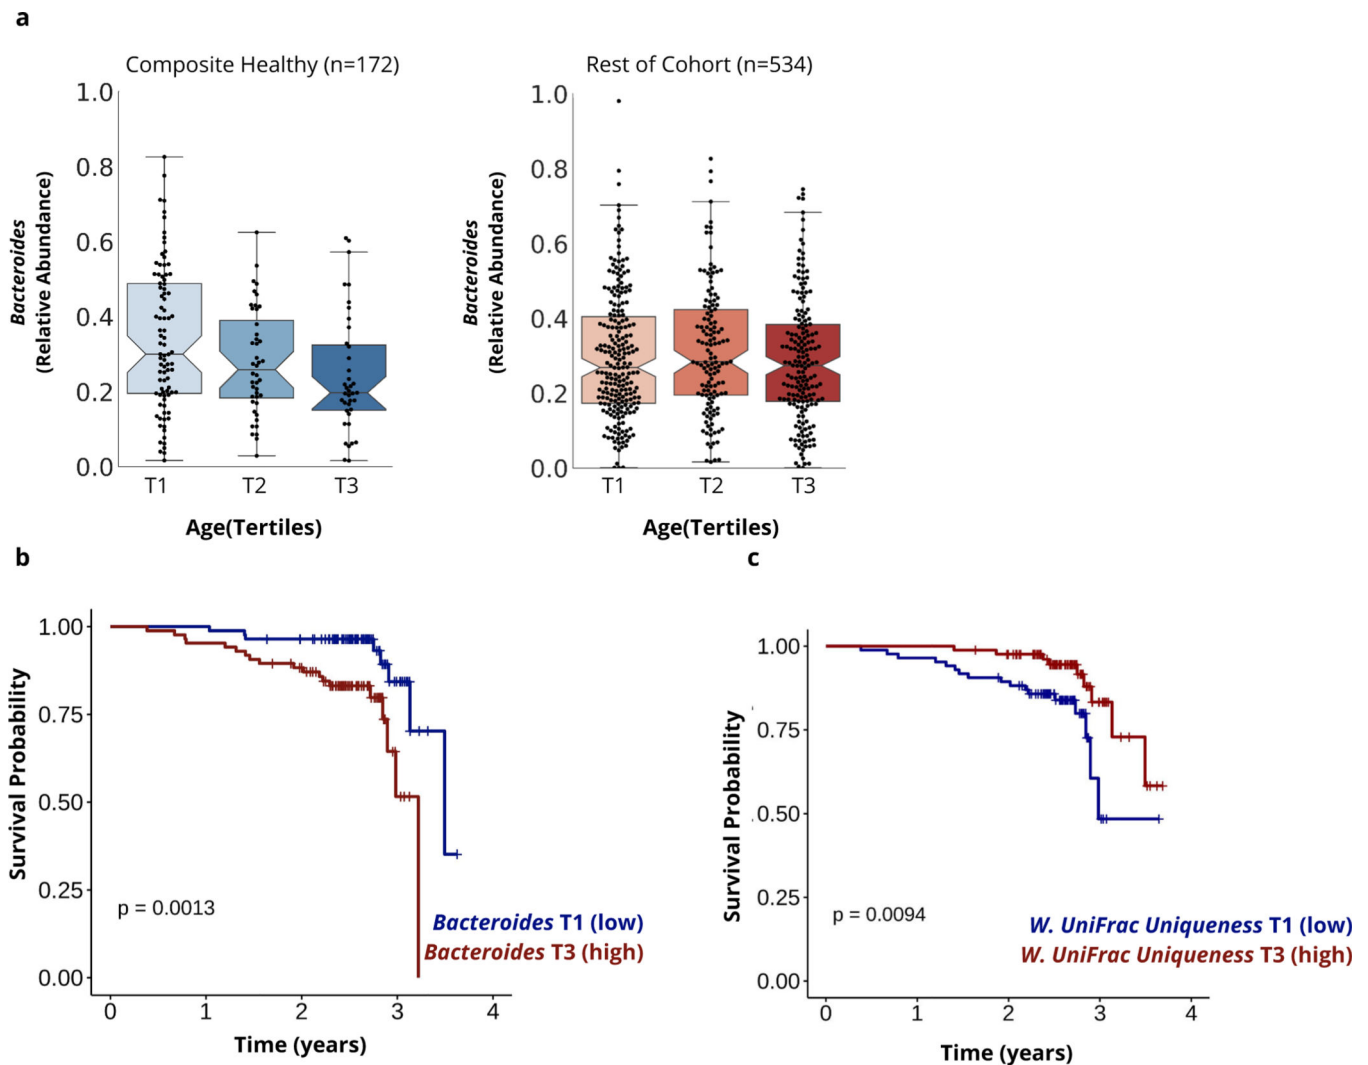 a
Composite Healthy (n=172)
Rest of Cohort (n=534)
Bacteroides
(Relative Abundance)
1.0
0.8
0.6
0.4
0.2
0.0
T1
T2
T3
Age(Tertiles)
Bacteroides
(Relative Abundance)
1.0
0.8
0.6
0.4
0.2
0.0
T1
T2
T3
Age(Tertiles)
b
Survival Probability
1.00
0.75
0.50
0.25
0.00
p = 0.0013
Bacteroides T1 (low)
Bacteroides T3 (high)
0
1
2
3
4
Time (years)
c
Survival Probability
1.00
0.75
0.50
0.25
0.00
p = 0.0094
W. UniFrac Uniqueness T1 (low)
W. UniFrac Uniqueness T3 (high)
0
1
2
3
4
Time (years)